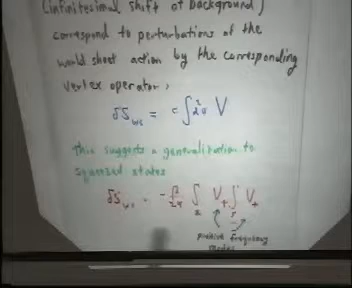 (infinitesimal shift of background)
correspond to perturbations of the
world sheet action by the corresponding
vertex operator,
δS_ws = ε∫d²σ V
This suggests a generalization to
squeezed states
δS_ws = ∫ V₊ ∫ V₊
positive frequency
modes